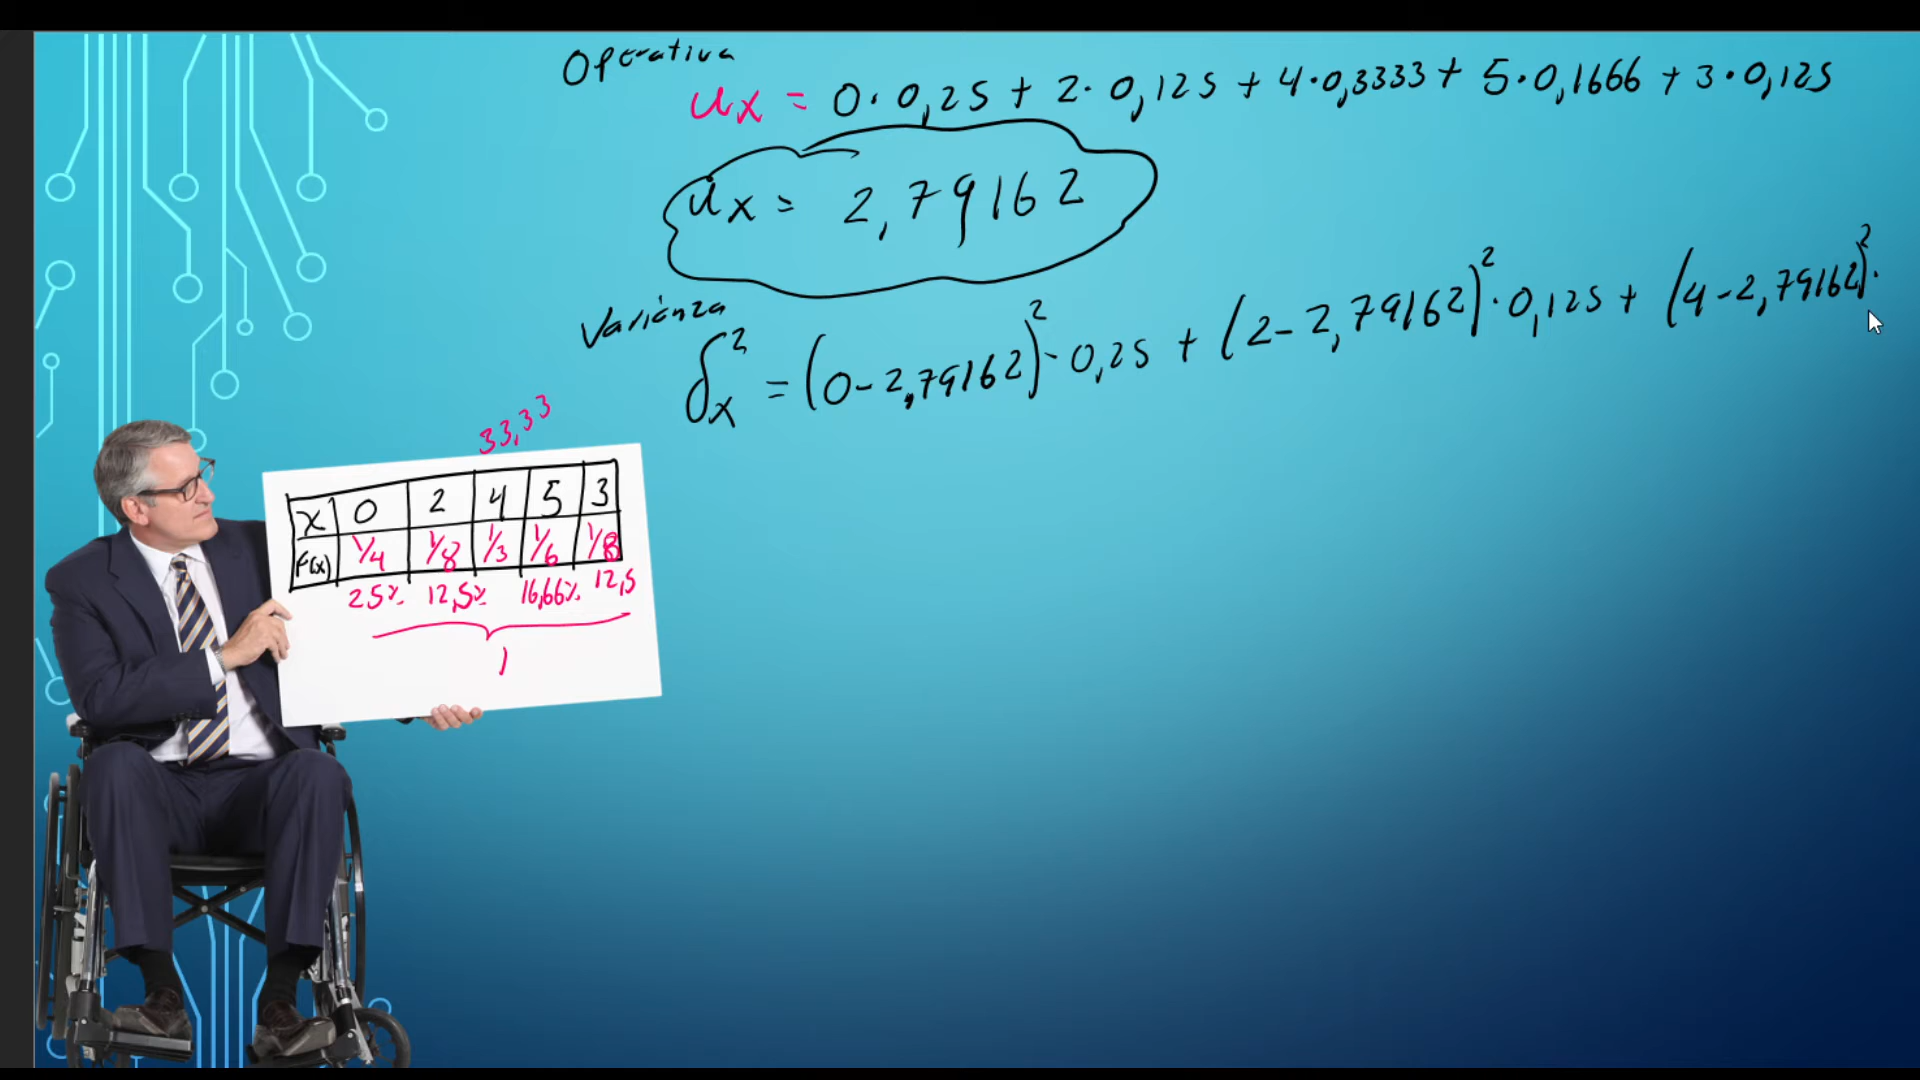 Operativa
ux = 0·0,25 + 2·0,125 + 4·0,3333 + 5·0,1666 + 3·0,125
ux = 2,79162
Varianza
δx² = (0-2,79162)²·0,25 + (2-2,79162)²·0,125 + (4-2,79162)²·
33,33
x 0 2 4 5 3
F(x) 1/4 1/8 1/3 1/6 1/8
25% 12,5% 16,66% 12,5
1